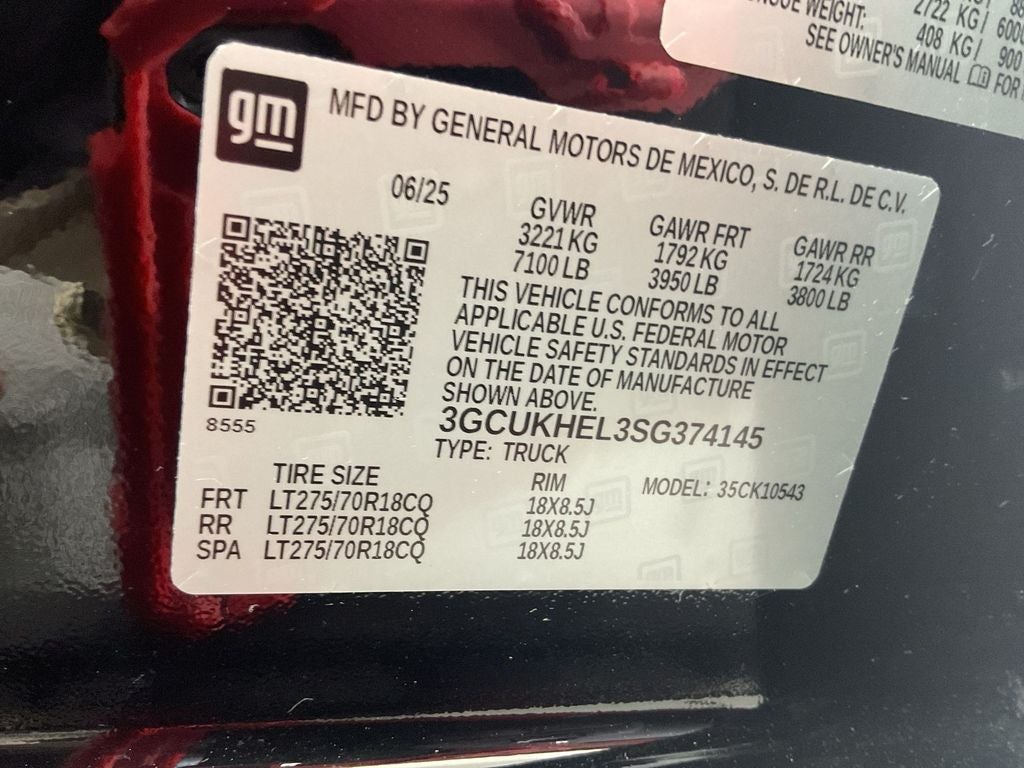 2722 KG/
WEIGHT: 408 KG/ 900
SEE OWNER'S MANUAL FOR
gm
MFD BY GENERAL MOTORS DE MEXICO, S. DE R.L. DE C.V.
06/25
GVWR GAWR FRT GAWR RR
3221 KG 1792 KG 1724 KG
7100 LB 3950 LB 3800 LB
THIS VEHICLE CONFORMS TO ALL
APPLICABLE U.S. FEDERAL MOTOR
VEHICLE SAFETY STANDARDS IN EFFECT
ON THE DATE OF MANUFACTURE
SHOWN ABOVE.
8555
3GCUKHEL3SG374145
TYPE: TRUCK
TIRE SIZE RIM MODEL: 35CK10543
FRT LT275/70R18CQ 18X8.5J
RR LT275/70R18CQ 18X8.5J
SPA LT275/70R18CQ 18X8.5J